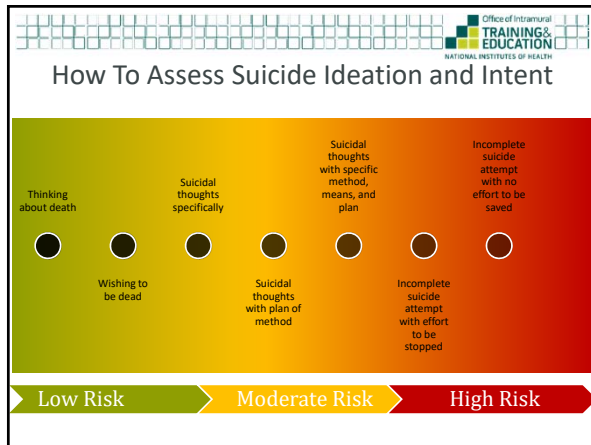 Office of Intramural
TRAINING&
EDUCATION
NATIONAL INSTITUTES OF HEALTH
How To Assess Suicide Ideation and Intent
Thinking
about death
Wishing to
be dead
Suicidal
thoughts
specifically
Suicidal
thoughts
with plan of
method
Suicidal
thoughts
with specific
method,
means, and
plan
Incomplete
suicide
attempt
with effort
to be
stopped
Incomplete
suicide
attempt
with no
effort to be
saved
Low Risk
Moderate Risk
High Risk